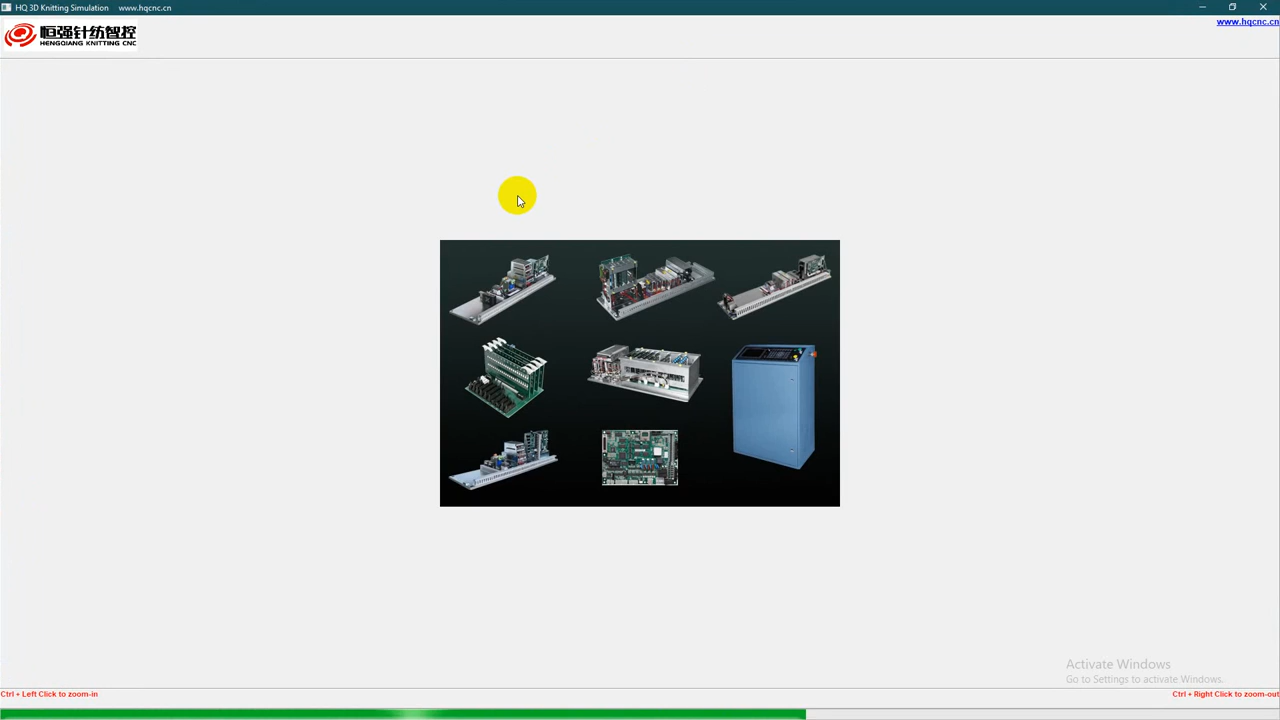 HQ 3D Knitting Simulation www.hqcnc.cn
www.hqcnc.cn
恒强针纺智控
HENGQIANG KNITTING CNC
Activate Windows
Go to Settings to activate Windows.
Ctrl + Left Click to zoom-in
Ctrl + Right Click to zoom-out